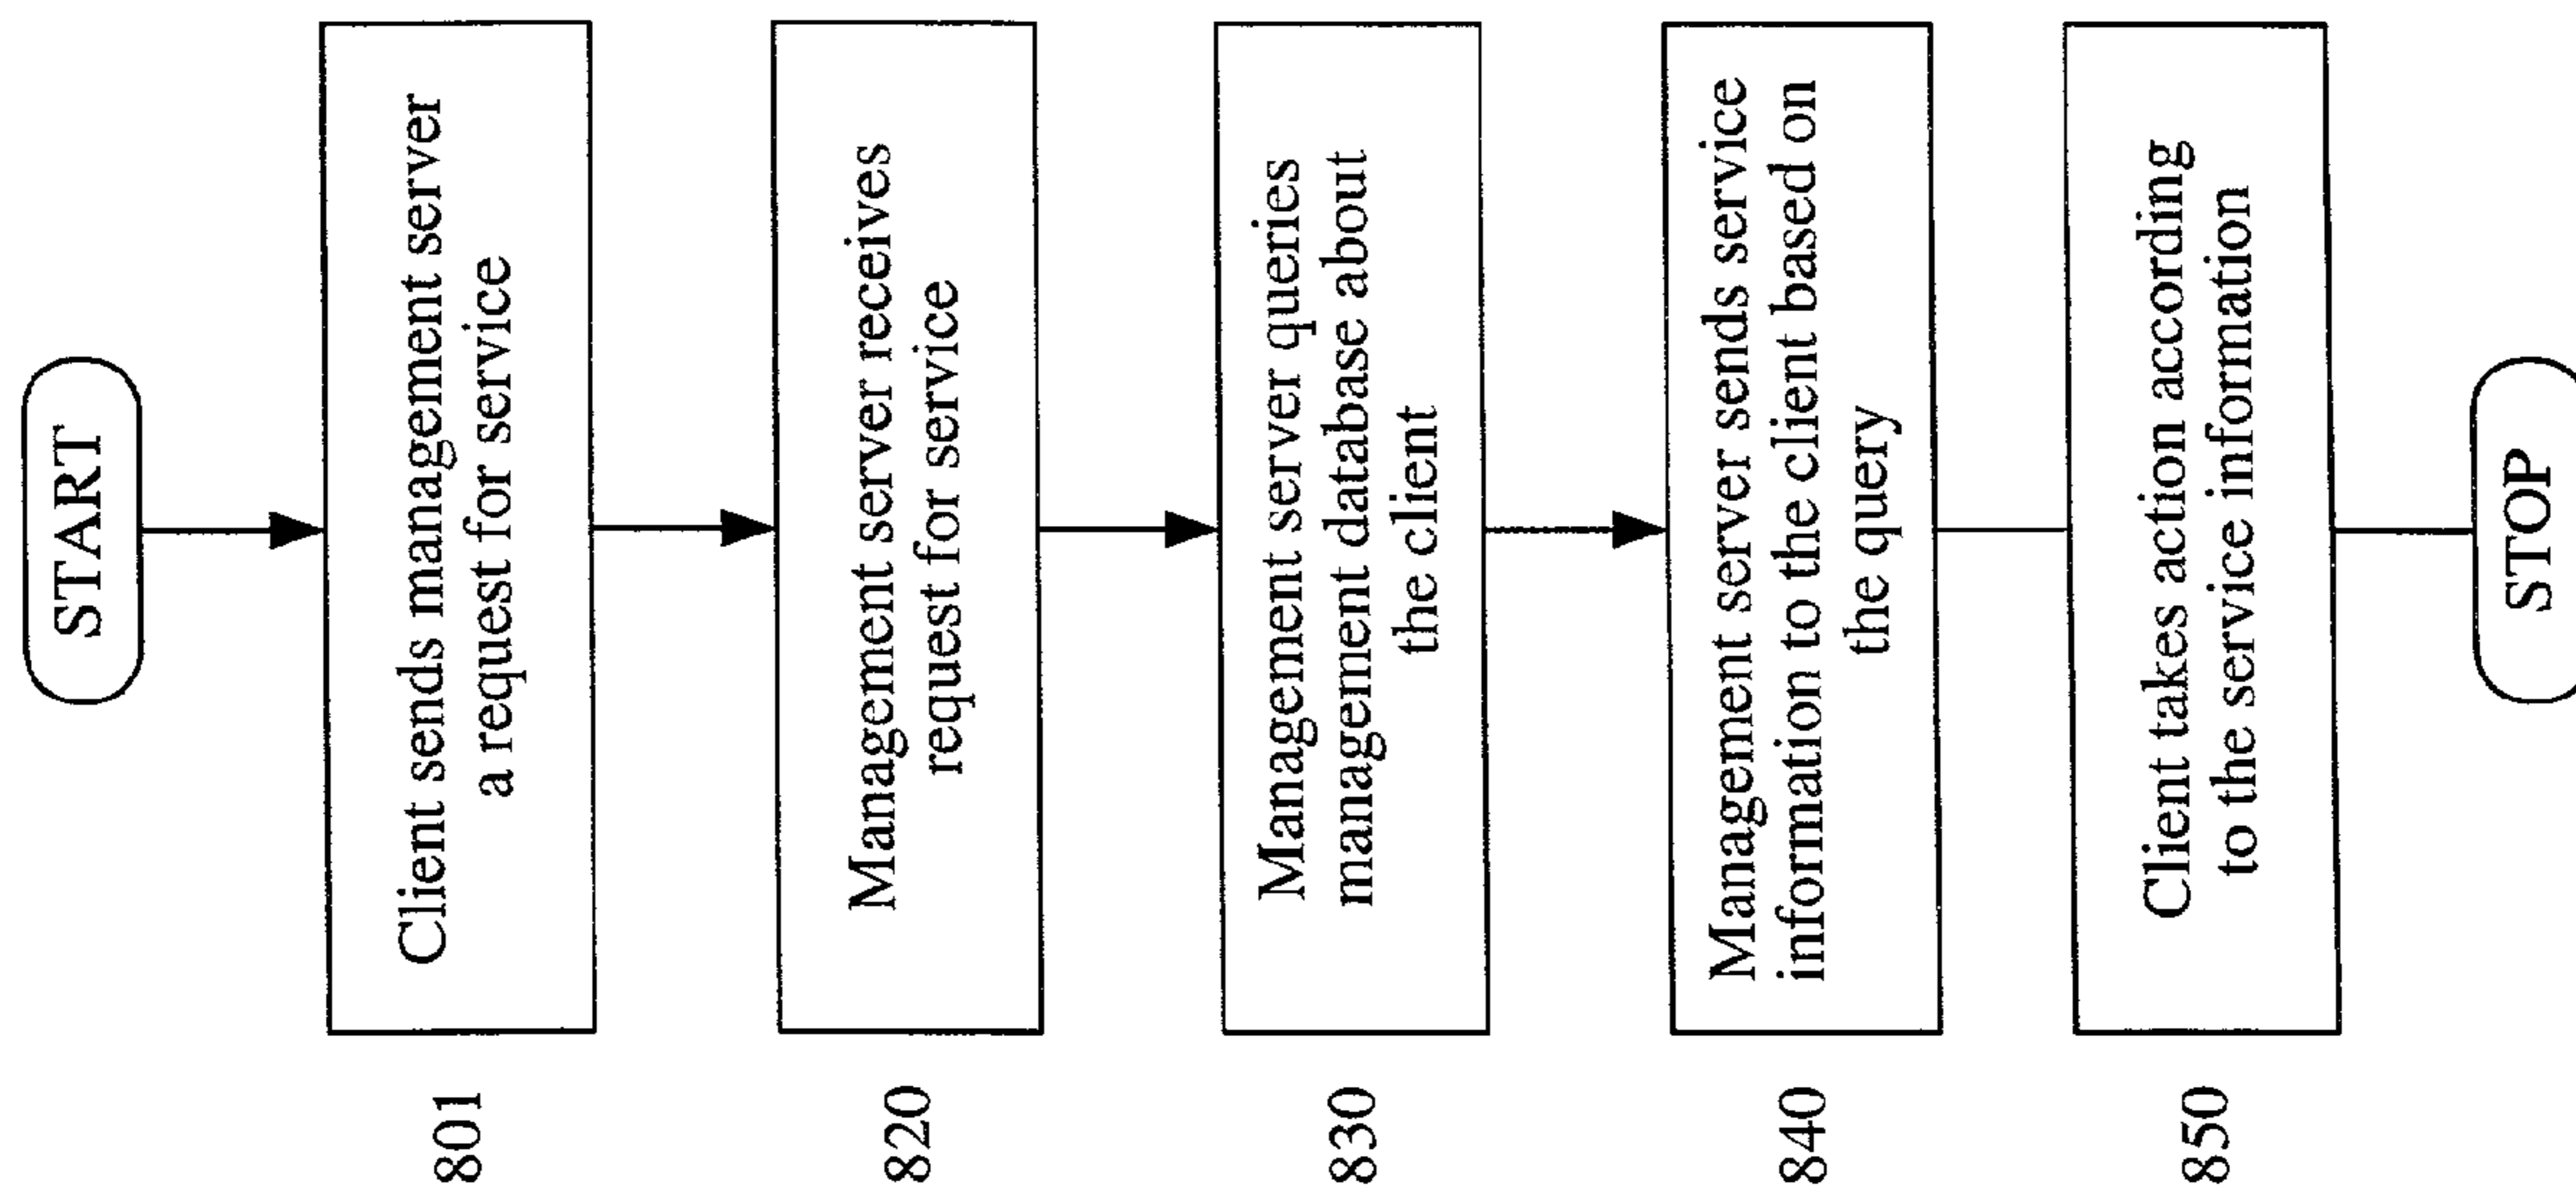 START
801
Client sends management server
a request for service
820
Management server receives
request for service
830
Management server queries
management database about
the client
840
Management server sends service
information to the client based on
the query
850
Client takes action according
to the service information
STOP